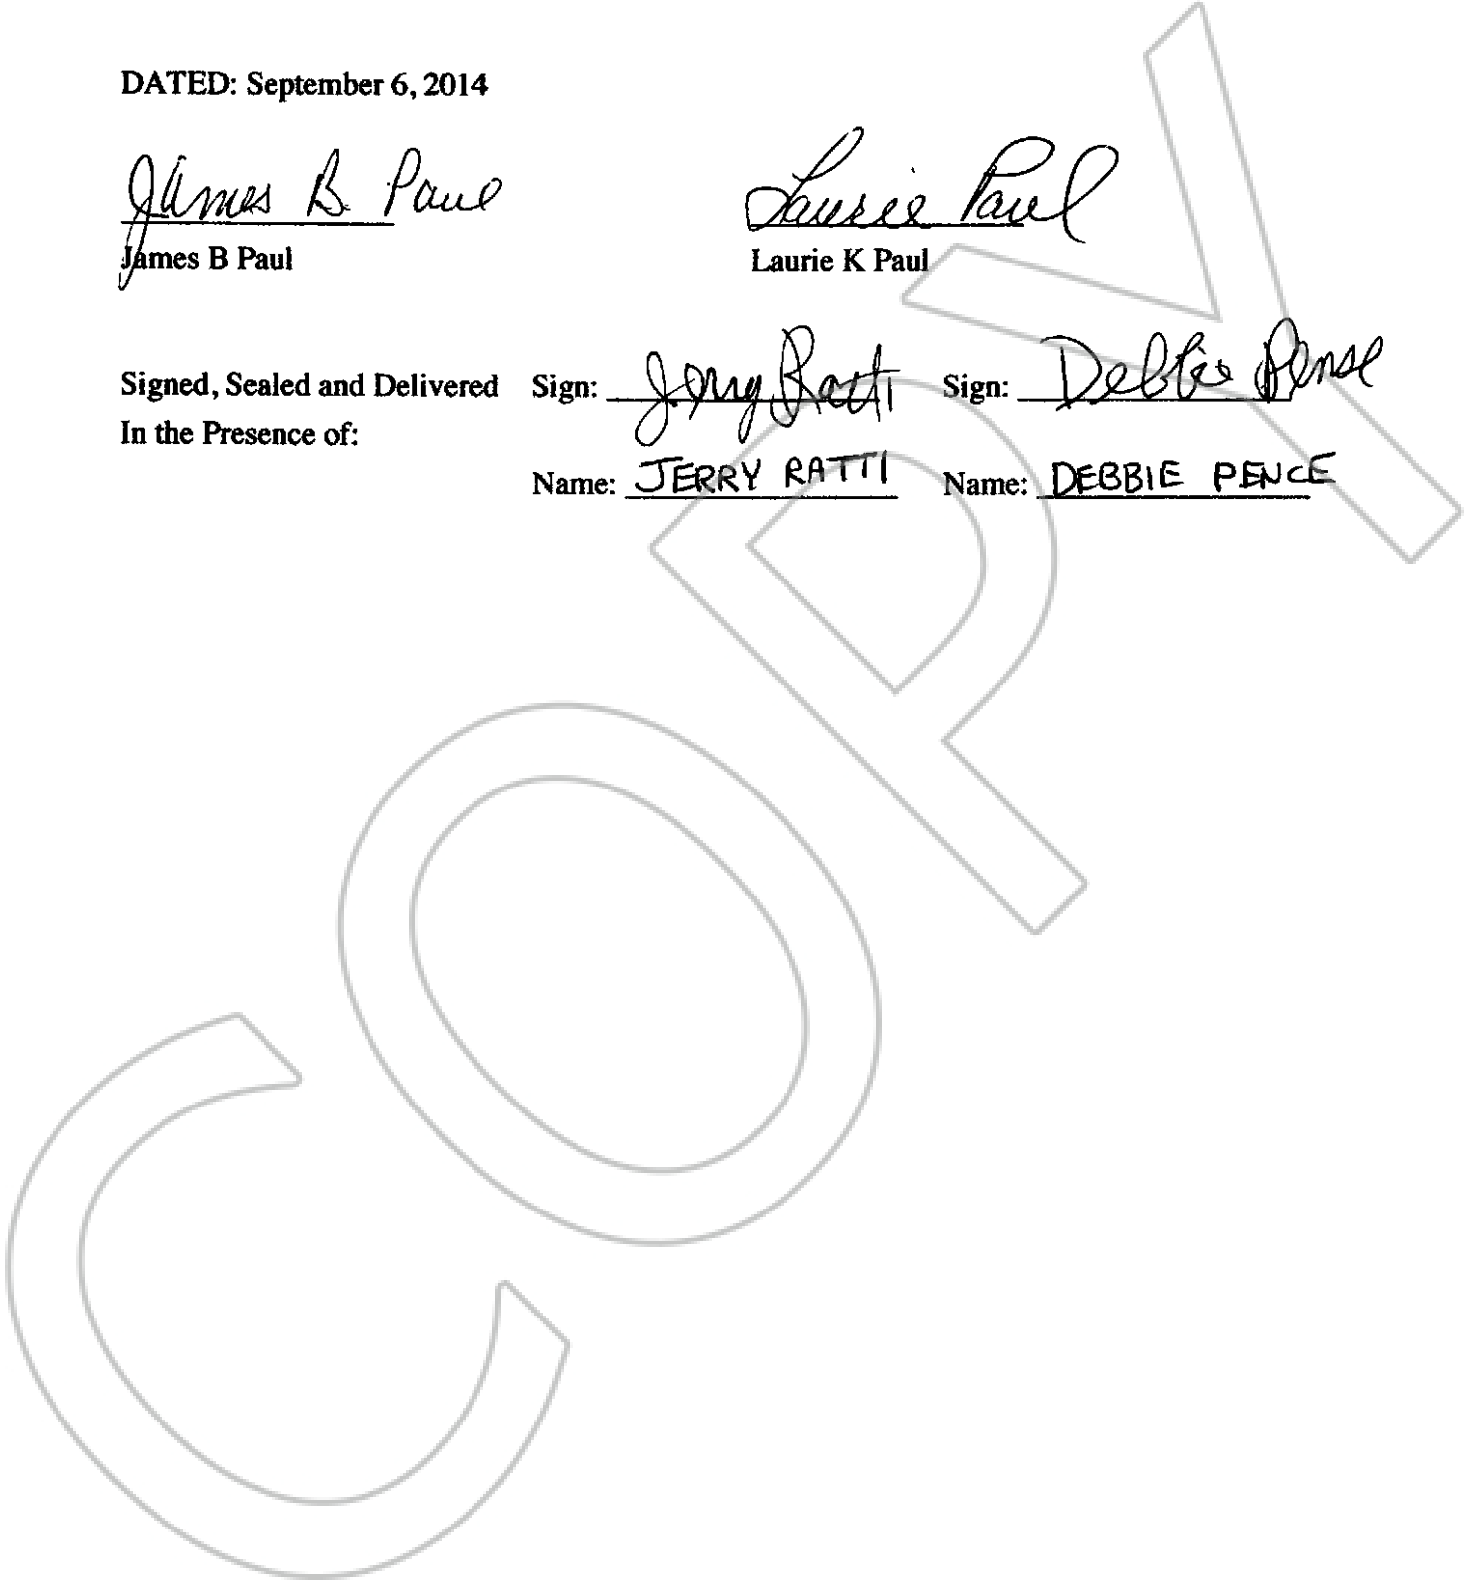 DATED: September 6, 2014
James B. Paul Laurie Paul
James B Paul Laurie K Paul
Signed, Sealed and Delivered Sign: Jerry Ratti Sign: Debbie Pense
In the Presence of:
Name: JERRY RATTI Name: DEBBIE PENCE
COPY